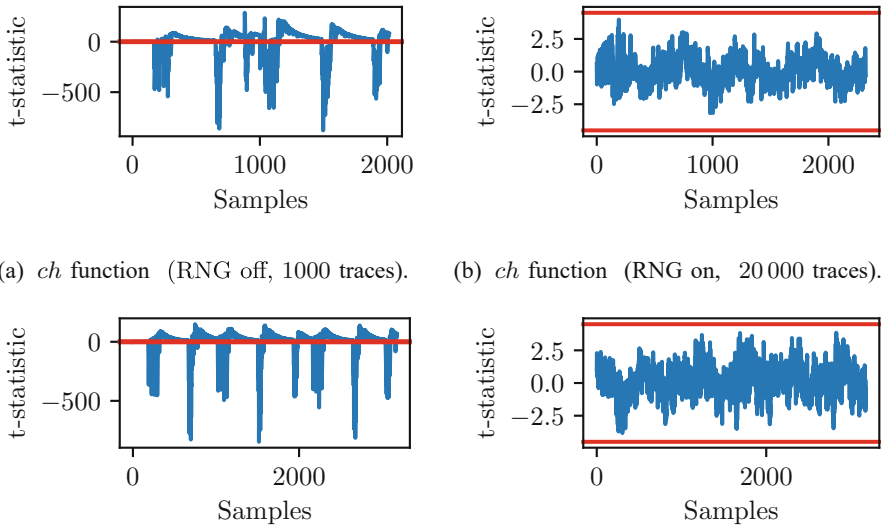 t-statistic
0
−500
0
1000
2000
Samples
t-statistic
2.5
0.0
−2.5
0
1000
2000
Samples
(a) ch function (RNG off, 1000 traces).
(b) ch function (RNG on, 20 000 traces).
t-statistic
0
−500
0
2000
Samples
t-statistic
2.5
0.0
−2.5
0
2000
Samples